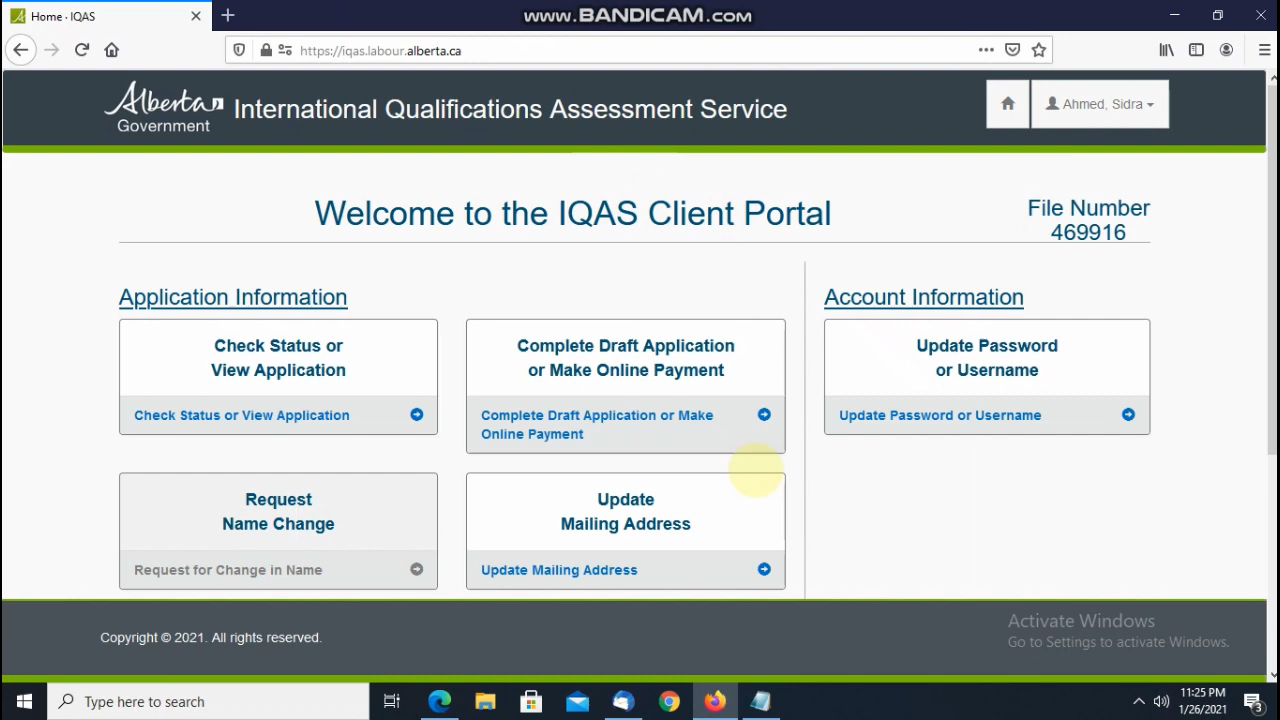 Home · IQAS
www.BANDICAM.com
https://iqas.labour.alberta.ca
Alberta
Government
International Qualifications Assessment Service
Ahmed, Sidra
Welcome to the IQAS Client Portal
File Number
469916
Application Information
Account Information
Check Status or
View Application
Check Status or View Application
Complete Draft Application
or Make Online Payment
Complete Draft Application or Make
Online Payment
Update Password
or Username
Update Password or Username
Request
Name Change
Request for Change in Name
Update
Mailing Address
Update Mailing Address
Copyright © 2021. All rights reserved.
Activate Windows
Go to Settings to activate Windows.
Type here to search
11:25 PM
1/26/2021
3